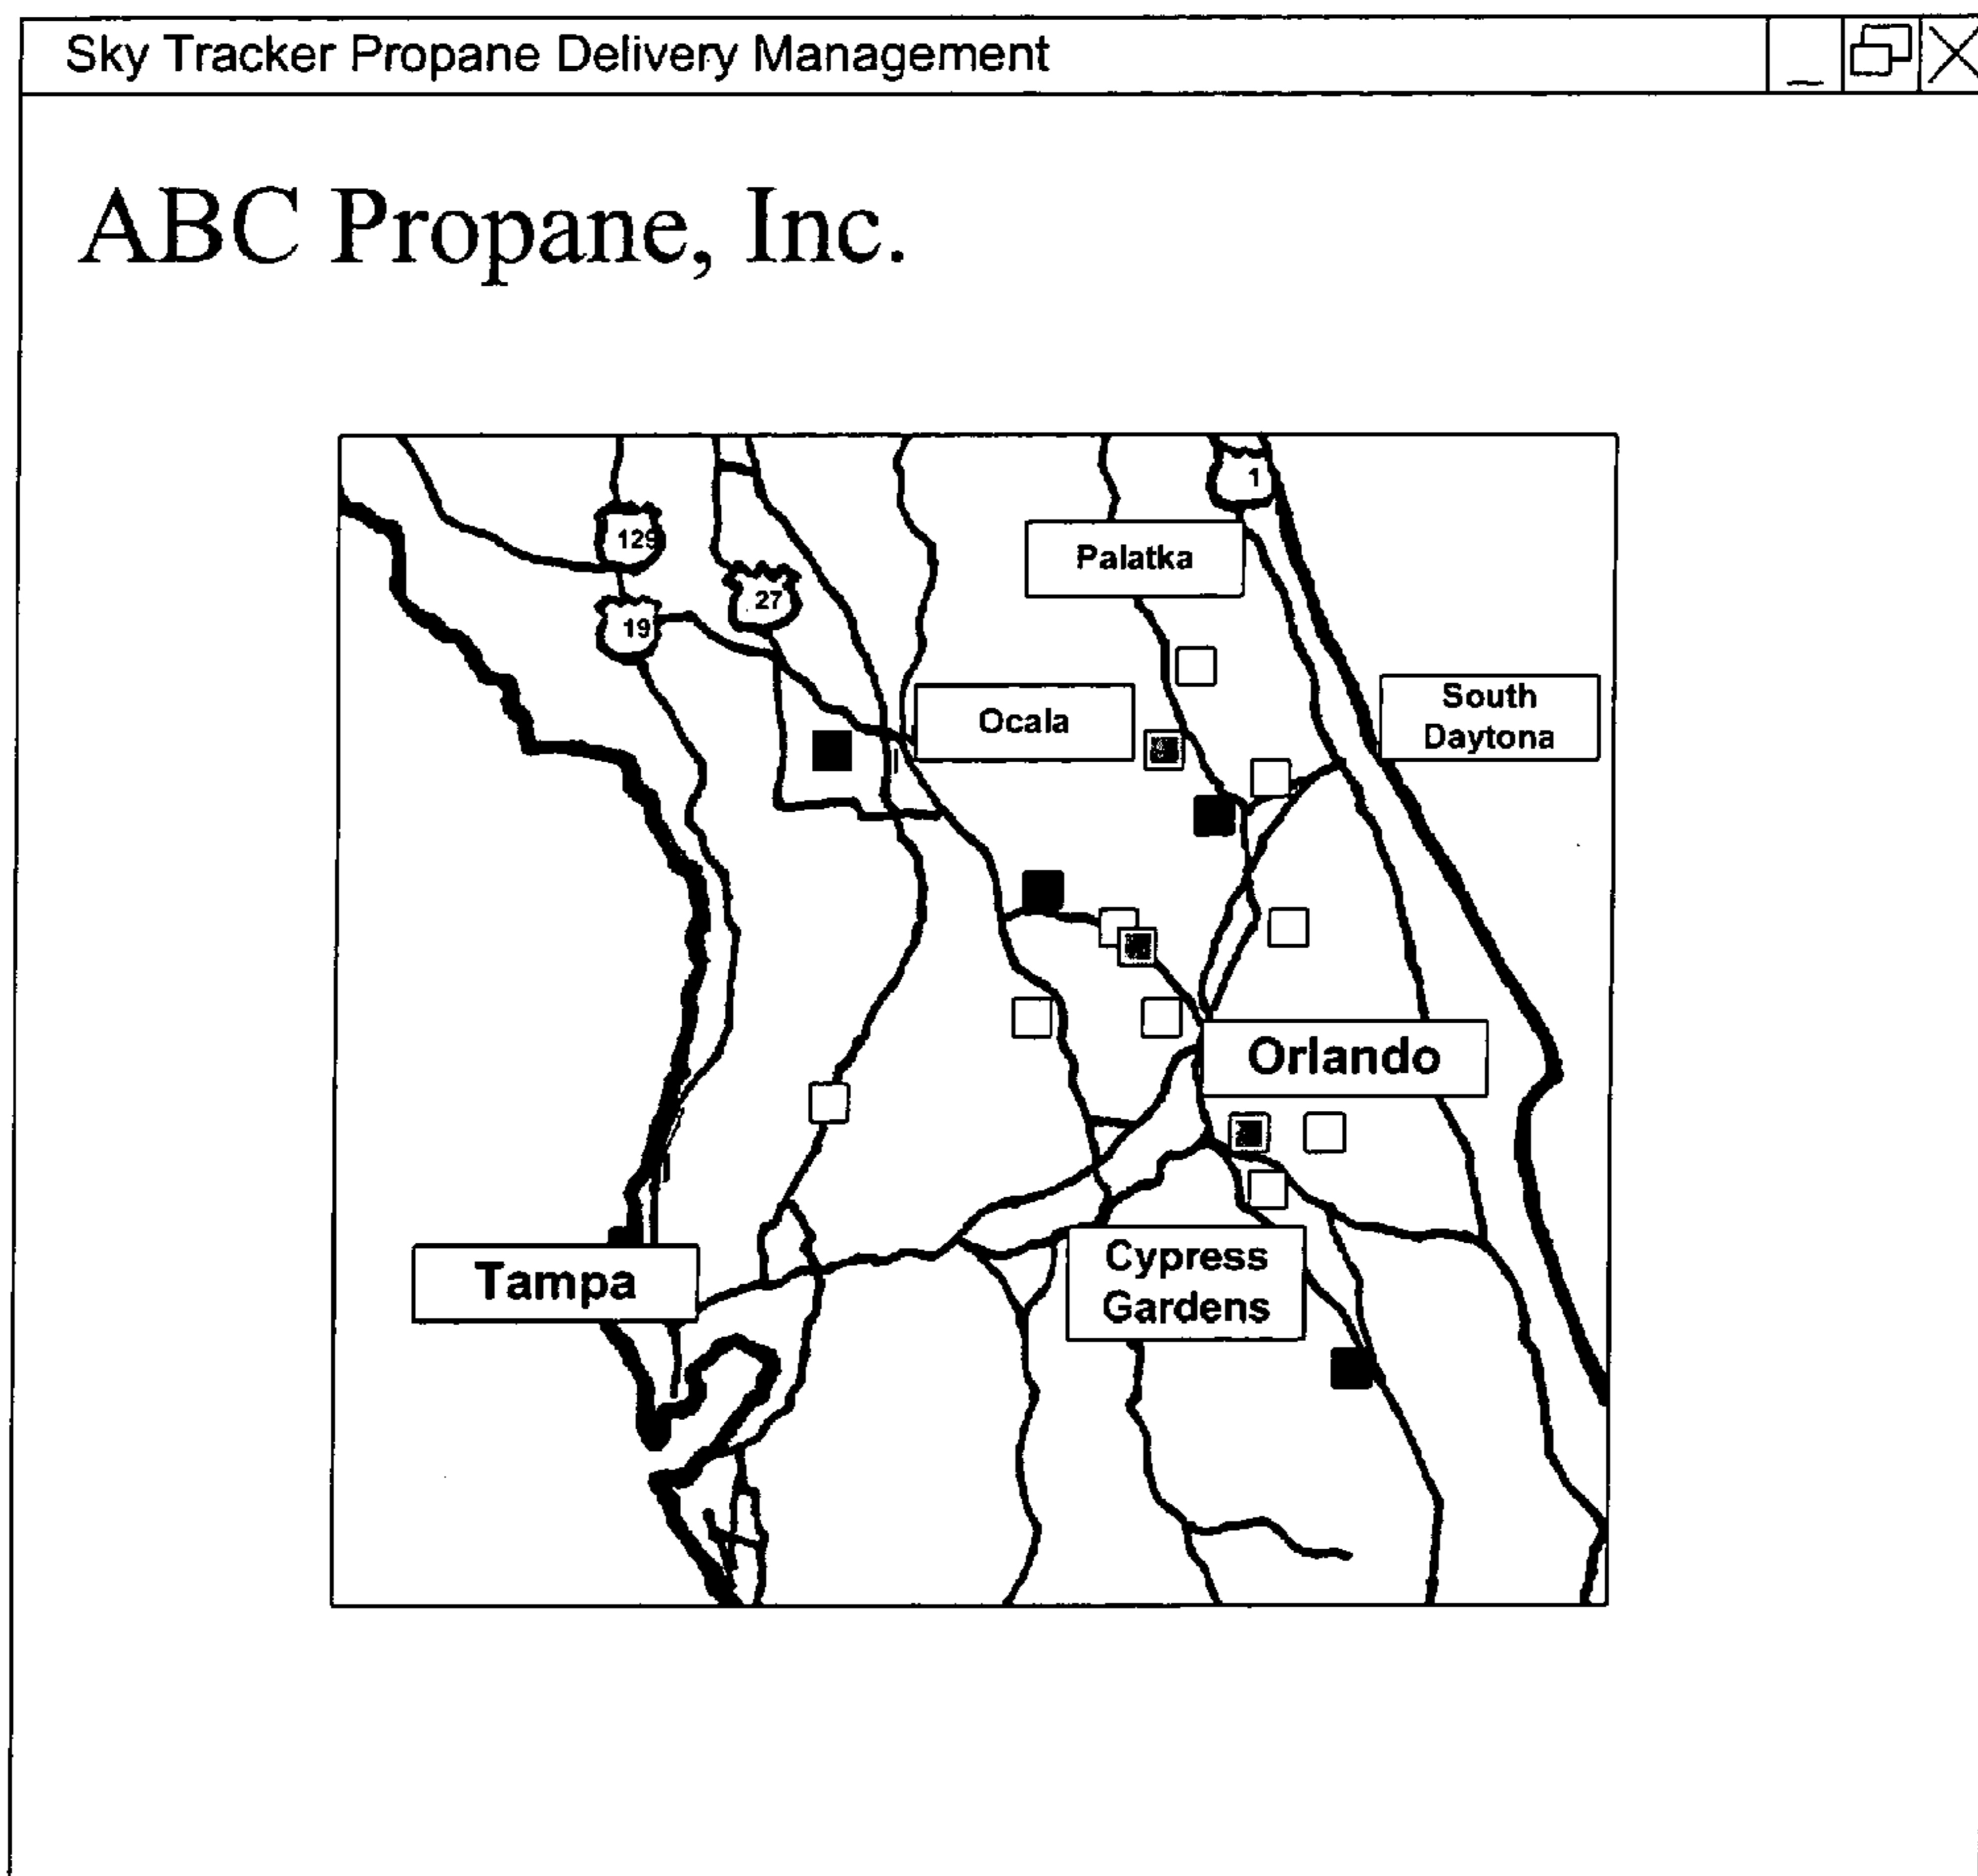 Sky Tracker Propane Delivery Management
ABC Propane, Inc.
1
129
Palatka
27
19
South
Daytona
Ocala
Orlando
Tampa
Cypress
Gardens